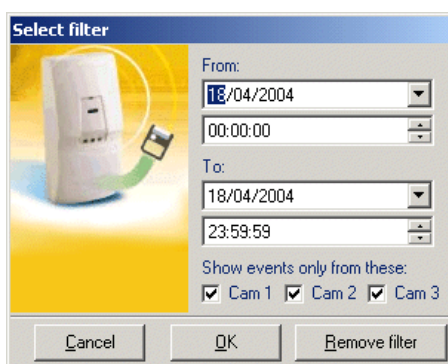 Select filter
From:
18/04/2004
00:00:00
To:
18/04/2004
23:59:59
Show events only from these:
Cam 1 Cam 2 Cam 3
Cancel OK Remove filter